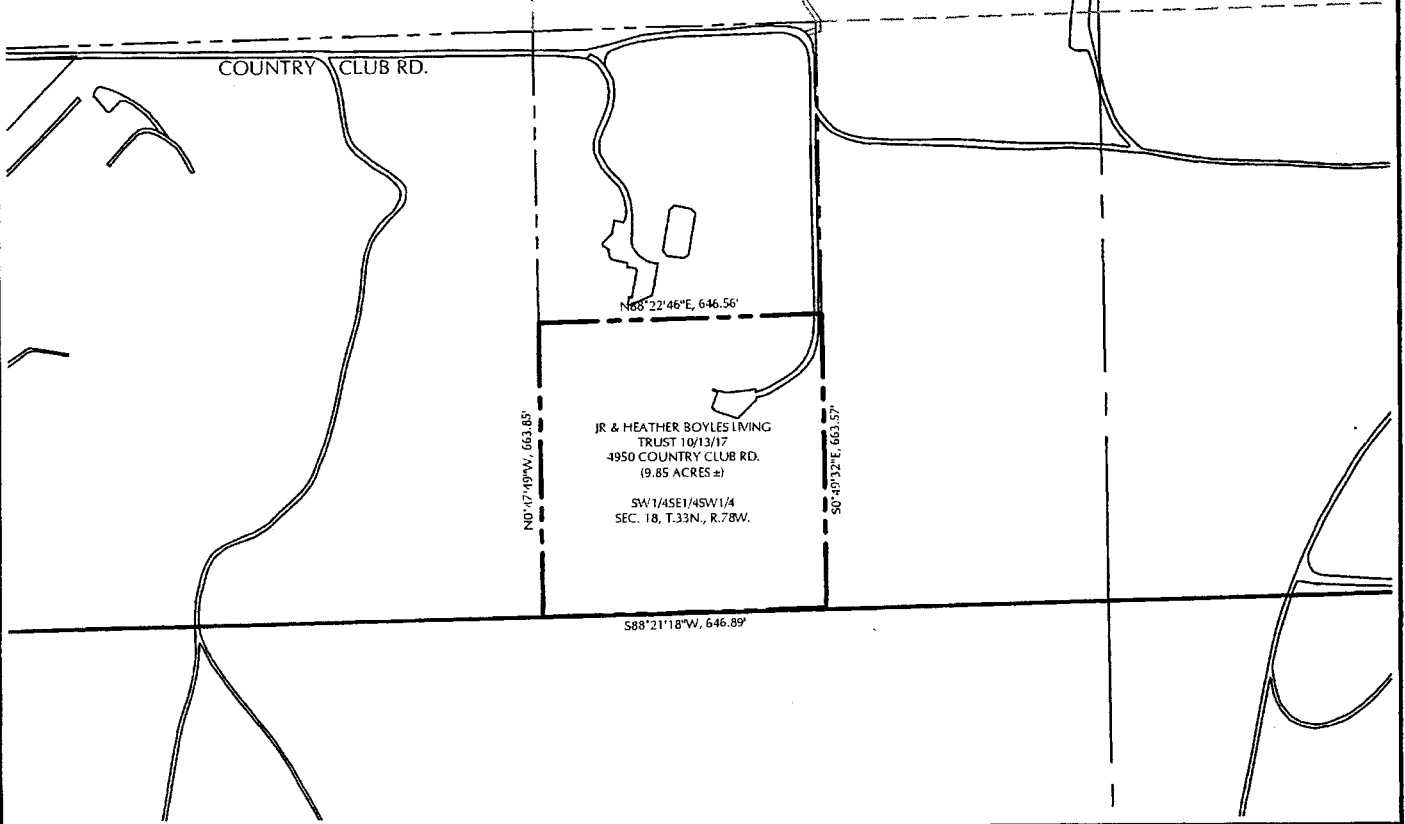 COUNTRY CLUB RD.
N88°22'46"E, 646.56'
N0°47'49"W, 663.85'
S0°49'32"E, 663.57'
JR & HEATHER BOYLES LIVING
TRUST 10/13/17
4950 COUNTRY CLUB RD.
(9.85 ACRES ±)
SW1/4SE1/4SW1/4
SEC. 18, T.33N., R.78W.
S88°21'18"W, 646.89'